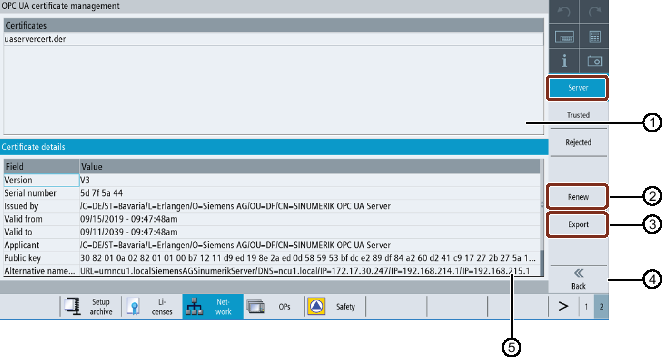 OPC UA certificate management
Certificates
uaservercert.der
Server
1
Trusted
Certificate details
Rejected
Field Value
Version V3
Serial number 5d 7f 5a 44
Issued by /C=DE/ST=Bavaria/L=Erlangen/O=Siemens AG/OU=DF/CN=SINUMERIK OPC UA Server
Renew
2
Valid from 09/15/2019 - 09:47:48am
Valid to 09/11/2039 - 09:47:48am
Export
3
Applicant /C=DE/ST=Bavaria/L=Erlangen/O=Siemens AG/OU=DF/CN=SINUMERIK OPC UA Server
Public key 30 82 01 0a 02 82 01 01 00 b7 12 11 d9 ed 19 8e 2a ed 0d 58 59 53 bf dc e2 89 df 84 a2 60 d2 41 c9 17 27 2b 27 5a 1...
Alternative name... URL=urnncu1.localSiemensAGSinumerikServer/DNS=ncu1.local/IP=172.17.30.247/IP=192.168.214.1/IP=192.168.215.1
«
Back
4
Setup
archive
Li-
censes
Net-
work
OPs
Safety
> 1 2
5